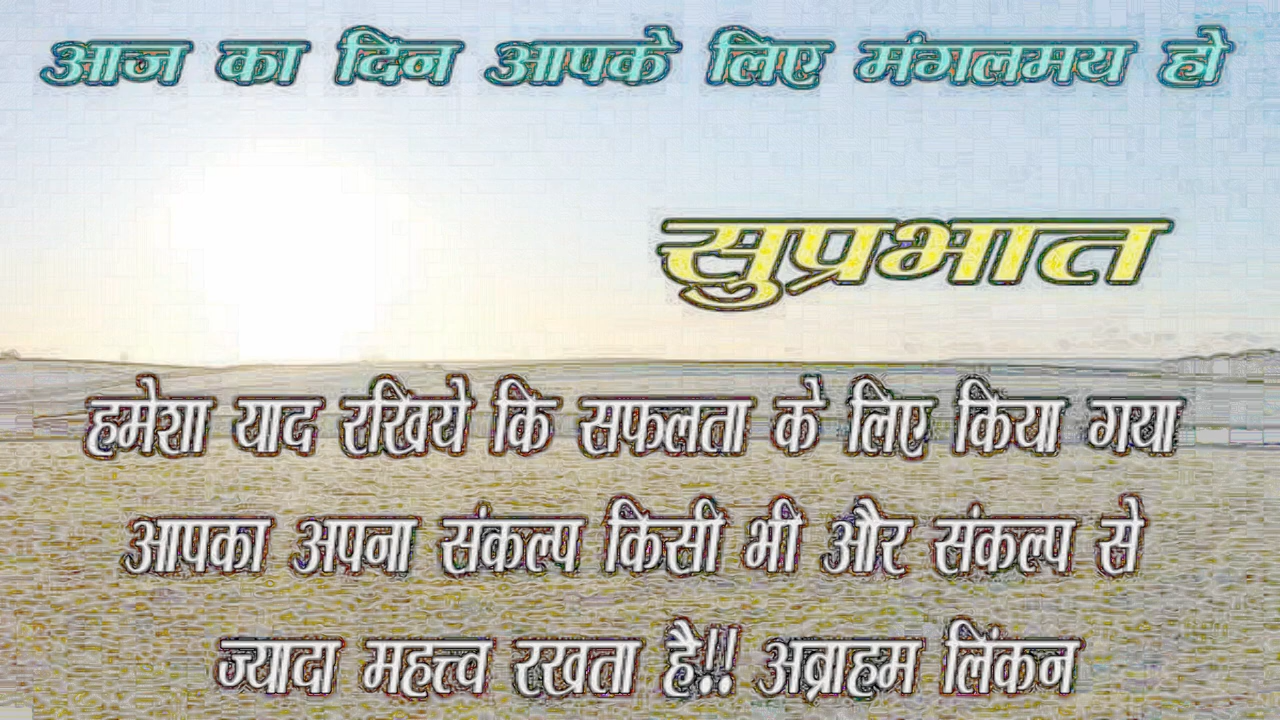 आज का दिन आपके लिए मंगलमय हो
सुप्रभात
हमेशा याद रखिये कि सफलता के लिए किया गया
आपका अपना संकल्प किसी भी और संकल्प से
ज्यादा महत्त्व रखता है!! अब्राहम लिंकन